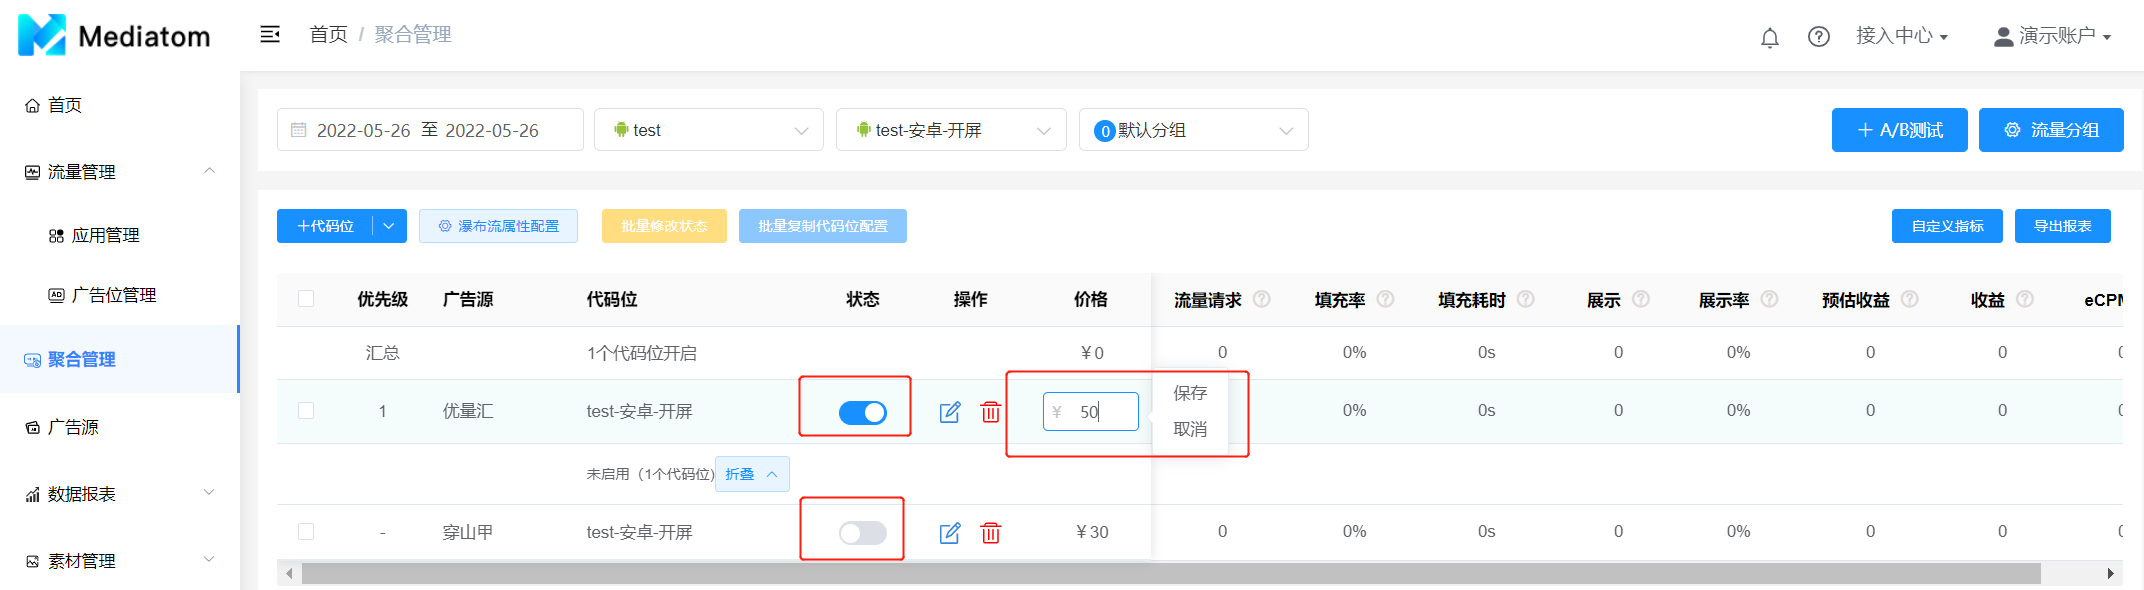 Mediatom
首页 / 聚合管理
接入中心
演示账户
首页
流量管理
应用管理
广告位管理
聚合管理
广告源
数据报表
素材管理
2022-05-26 至 2022-05-26
test
test-安卓-开屏
0 默认分组
A/B测试
流量分组
代码位
瀑布流属性配置
批量修改状态
批量复制代码位配置
自定义指标
导出报表
优先级 广告源 代码位 状态 操作 价格 流量请求 填充率 填充耗时 展示 展示率 预估收益 收益 eCPM
汇总 1个代码位开启 ¥0 0 0% 0s 0 0% 0 0 0
1 优量汇 test-安卓-开屏 ¥ 50 0% 0s 0 0% 0 0 0
保存
取消
未启用（1个代码位) 折叠
- 穿山甲 test-安卓-开屏 ¥30 0 0% 0s 0 0% 0 0 0